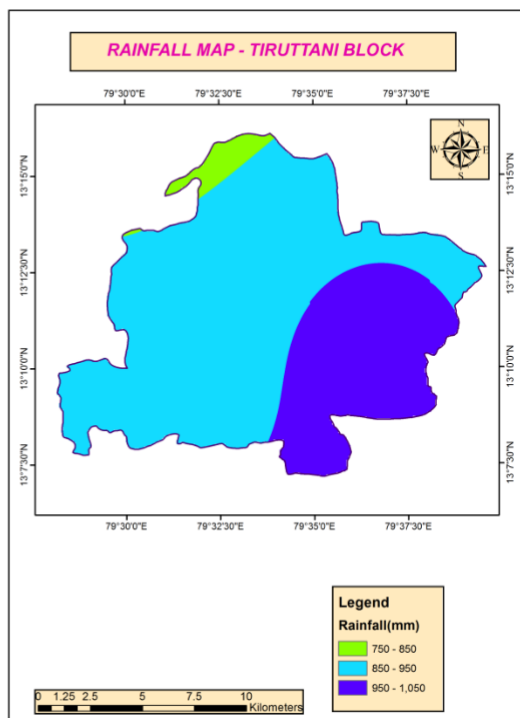 RAINFALL MAP - TIRUTTANI BLOCK
79°30'0"E 79°32'30"E 79°35'0"E 79°37'30"E
N
W E
S
13°15'0"N 13°15'0"N
13°12'30"N 13°12'30"N
13°10'0"N 13°10'0"N
13°7'30"N 13°7'30"N
79°30'0"E 79°32'30"E 79°35'0"E 79°37'30"E
Legend
Rainfall(mm)
750 - 850
850 - 950
950 - 1,050
0 1.25 2.5 5 7.5 10
Kilometers